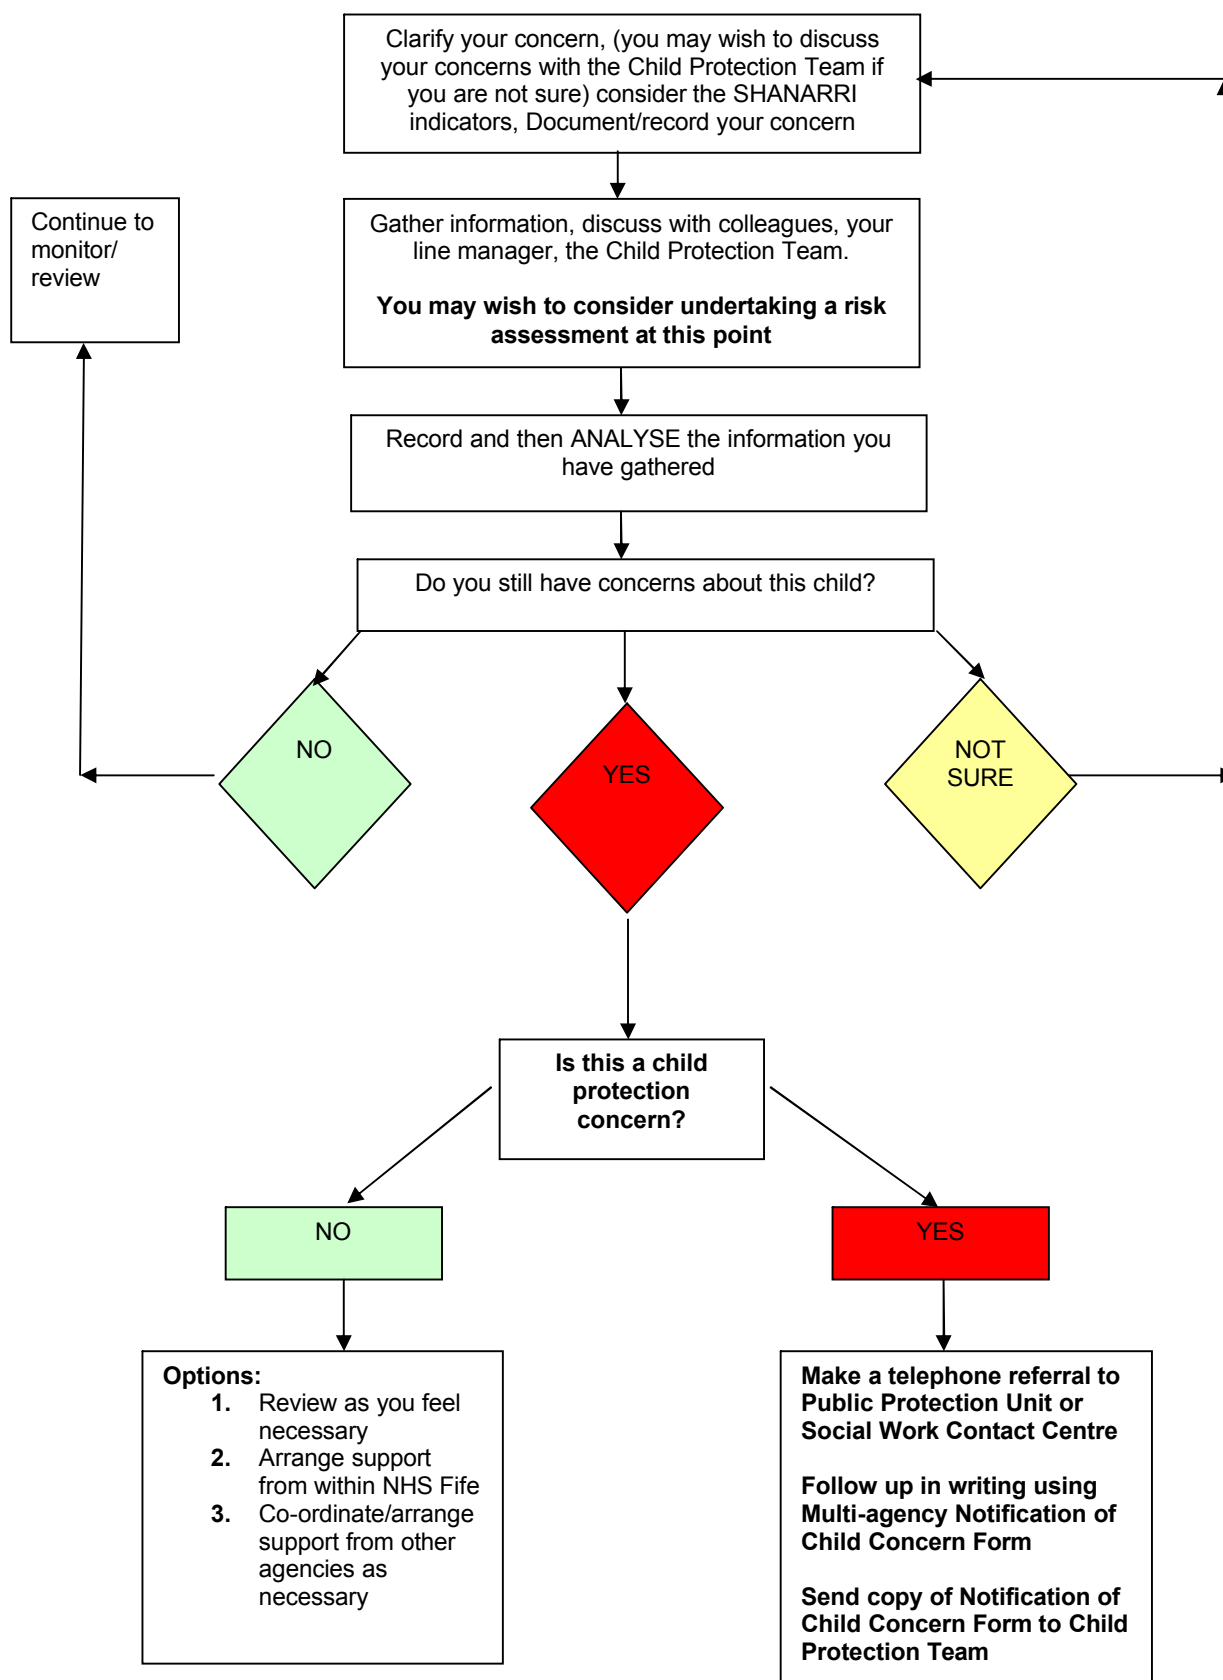 Clarify your concern, (you may wish to discuss
your concerns with the Child Protection Team if
you are not sure) consider the SHANARRI
indicators, Document/record your concern
Continue to
monitor/
review
Gather information, discuss with colleagues, your
line manager, the Child Protection Team.
You may wish to consider undertaking a risk
assessment at this point
Record and then ANALYSE the information you
have gathered
Do you still have concerns about this child?
NO
YES
NOT
SURE
Is this a child
protection
concern?
NO
YES
Options:
1. Review as you feel
necessary
2. Arrange support
from within NHS Fife
3. Co-ordinate/arrange
support from other
agencies as
necessary
Make a telephone referral to
Public Protection Unit or
Social Work Contact Centre
Follow up in writing using
Multi-agency Notification of
Child Concern Form
Send copy of Notification of
Child Concern Form to Child
Protection Team